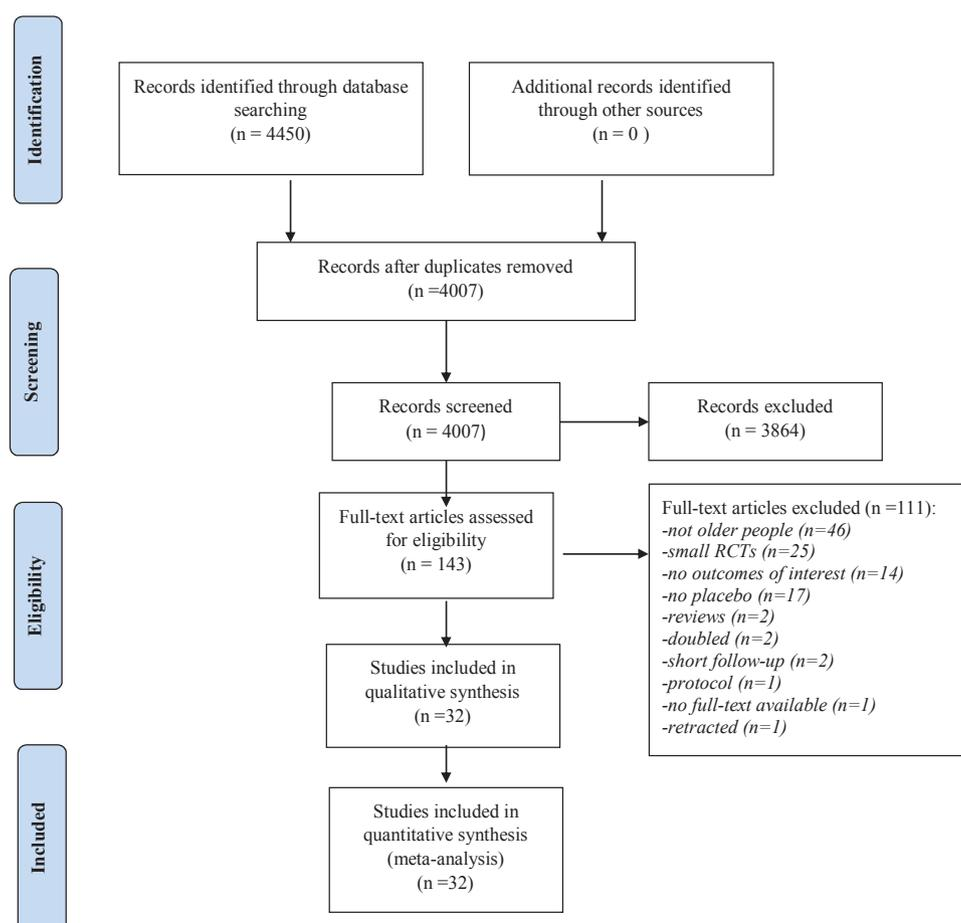 Identification
Records identified through database
searching
(n = 4450)
Additional records identified
through other sources
(n = 0 )
Records after duplicates removed
(n =4007)
Screening
Records screened
(n = 4007)
Records excluded
(n = 3864)
Eligibility
Full-text articles assessed
for eligibility
(n = 143)
Full-text articles excluded (n =111):
-not older people (n=46)
-small RCTs (n=25)
-no outcomes of interest (n=14)
-no placebo (n=17)
-reviews (n=2)
-doubled (n=2)
-short follow-up (n=2)
-protocol (n=1)
-no full-text available (n=1)
-retracted (n=1)
Studies included in
qualitative synthesis
(n =32)
Included
Studies included in
quantitative synthesis
(meta-analysis)
(n =32)